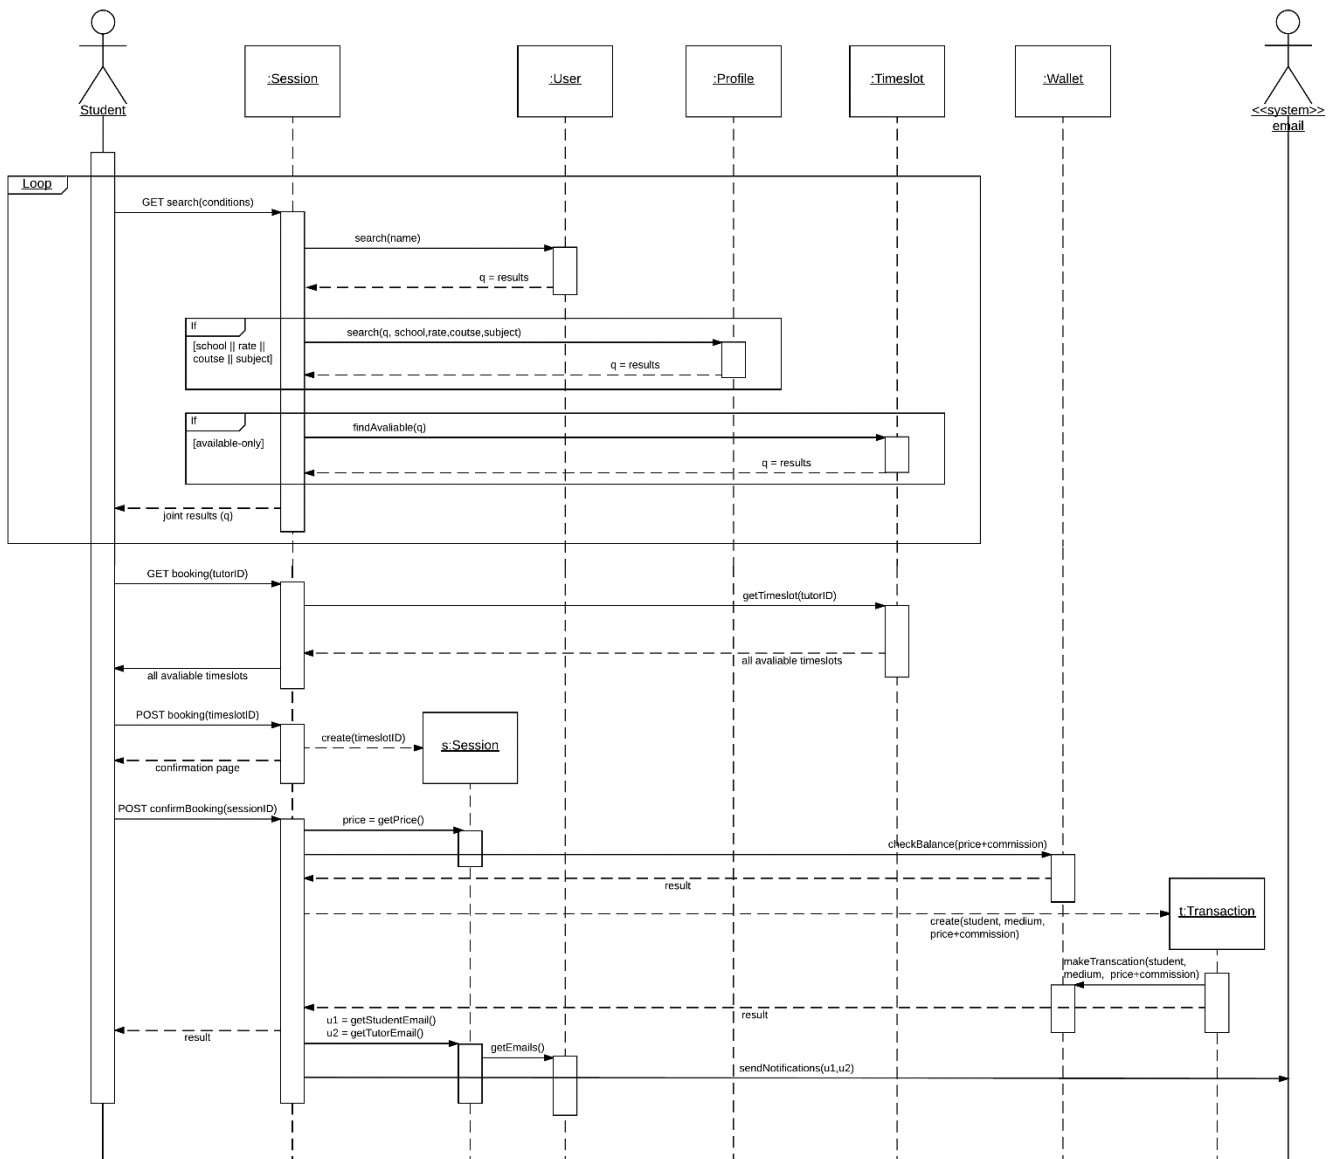 Student
:Session
:User
:Profile
:Timeslot
:Wallet
<<system>>
email
Loop
GET search(conditions)
search(name)
q = results
If
[school || rate ||
coutse || subject]
search(q, school,rate,coutse,subject)
q = results
If
[available-only]
findAvaliable(q)
q = results
joint results (q)
GET booking(tutorID)
getTimeslot(tutorID)
all avaliable timeslots
all avaliable timeslots
POST booking(timeslotID)
create(timeslotID)
s:Session
confirmation page
POST confirmBooking(sessionID)
price = getPrice()
checkBalance(price+commission)
result
create(student, medium,
price+commission)
t:Transaction
makeTranscation(student,
medium, price+commission)
result
result
u1 = getStudentEmail()
u2 = getTutorEmail()
getEmails()
sendNotifications(u1,u2)